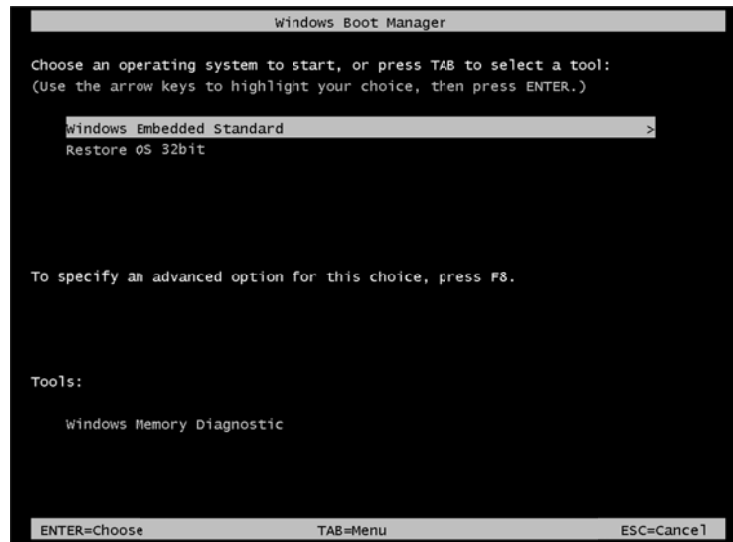 Windows Boot Manager
Choose an operating system to start, or press TAB to select a tool:
(Use the arrow keys to highlight your choice, then press ENTER.)
Windows Embedded Standard >
Restore OS 32bit
To specify an advanced option for this choice, press F8.
Tools:
Windows Memory Diagnostic
ENTER=Choose TAB=Menu ESC=Cancel